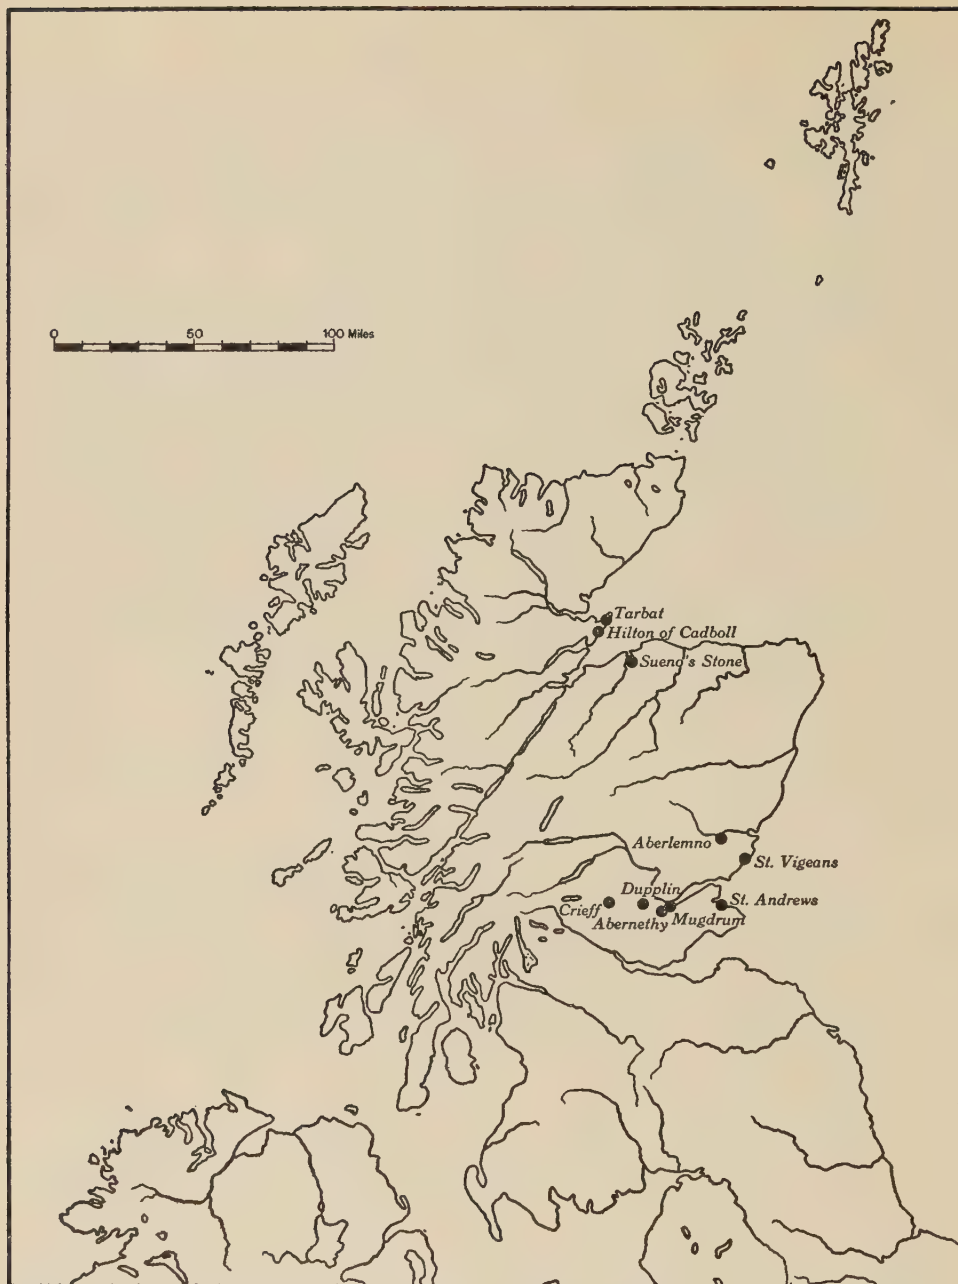 0 50 100 Miles
Tarbat
Hilton of Cadboll
Sueno's Stone
Aberlemno
St. Vigeans
Dupplin
St. Andrews
Crieff
Abernethy Mugdrum